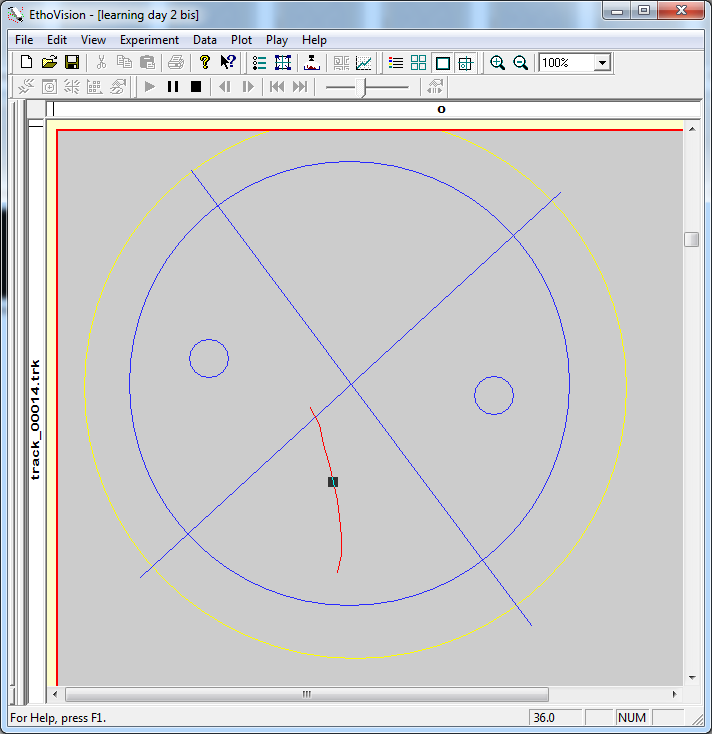 EthoVision - [learning day 2 bis]
File Edit View Experiment Data Plot Play Help
100%
o
track_00014.trk
For Help, press F1.
36.0
NUM